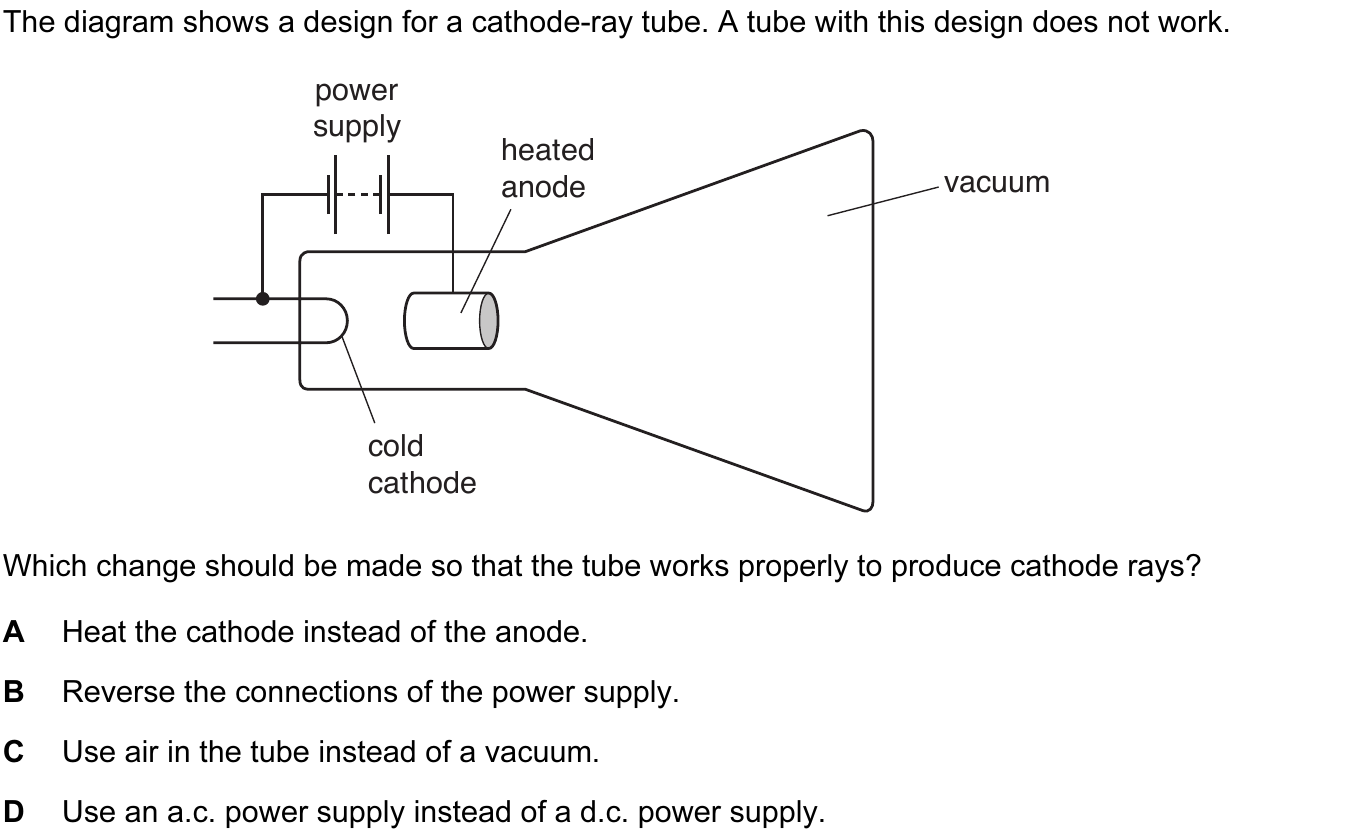 The diagram shows a design for a cathode-ray tube. A tube with this design does not work.
power
supply
heated
anode
vacuum
cold
cathode
Which change should be made so that the tube works properly to produce cathode rays?
A Heat the cathode instead of the anode.
B Reverse the connections of the power supply.
C Use air in the tube instead of a vacuum.
D Use an a.c. power supply instead of a d.c. power supply.